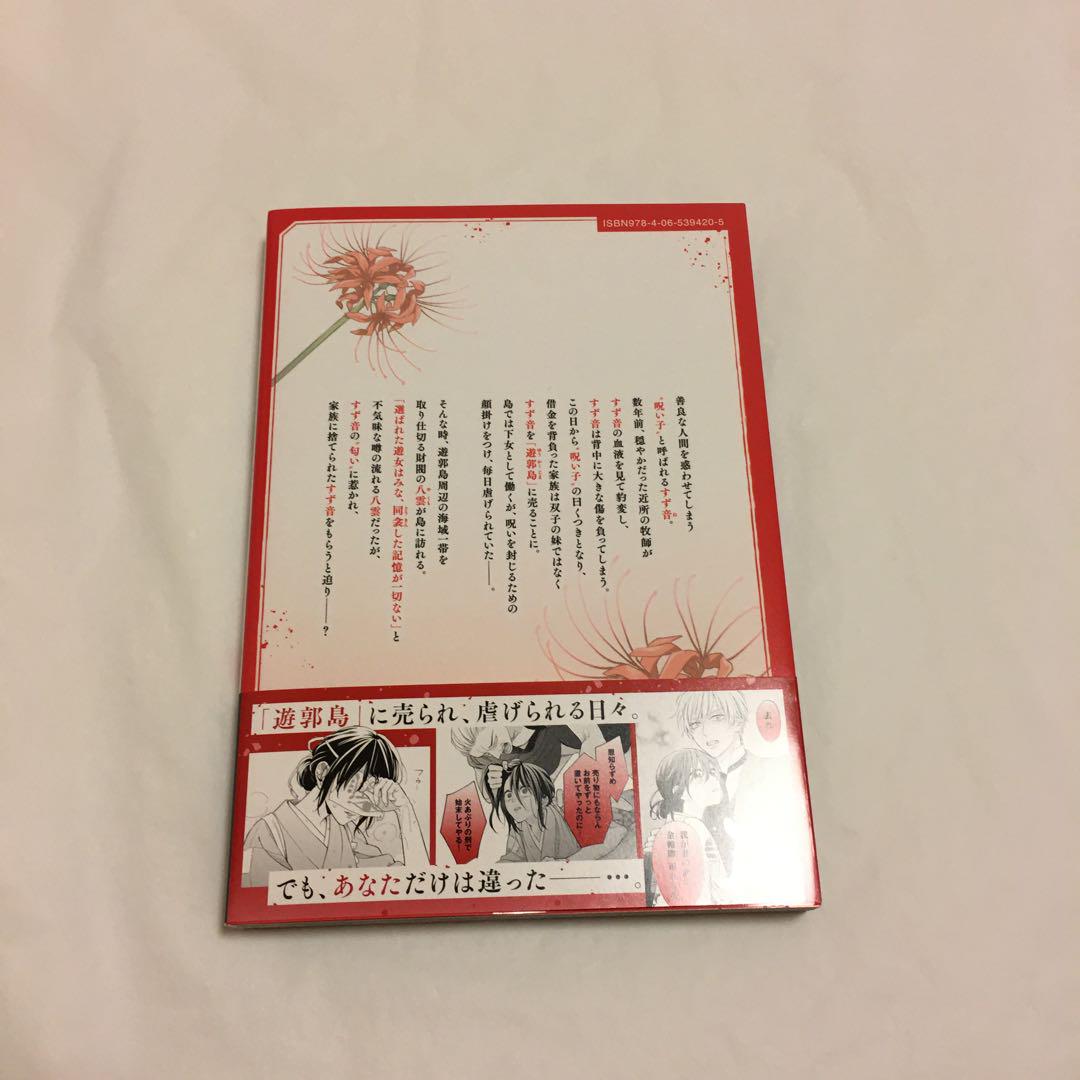 ISBN978-4-06-539420-5
善良な人間を惑わせてしまう
"呪い子"と呼ばれるすず音。
数年前、穏やかだった近所の牧師が
すず音の血液を見て豹変し、
すず音は背中に大きな傷を負ってしまう。
この日から"呪い子"の曰くつきとなり、
借金を背負った家族は双子の妹ではなく
すず音を「遊郭島」に売ることに。
島では下女として働くが、呪いを封じるための
顔掛けをつけ、毎日虐げられていた――。
そんな時、遊郭島周辺の海域一帯を
取り仕切る財閥の八雲が島に訪れる。
「選ばれた遊女はみな、同衾した記憶が一切ない」と
不気味な噂の流れる八雲だったが、
すず音の"匂い"に惹かれ、
家族に捨てられたすず音をもらうと迫り――？
「遊郭島」に売られ、虐げられる日々。
恩知らずめ
売り物にもならん
お前をずっと
置いてやったのに
火あぶりの刑で
始末してやる！
でも、あなただけは違った――…。